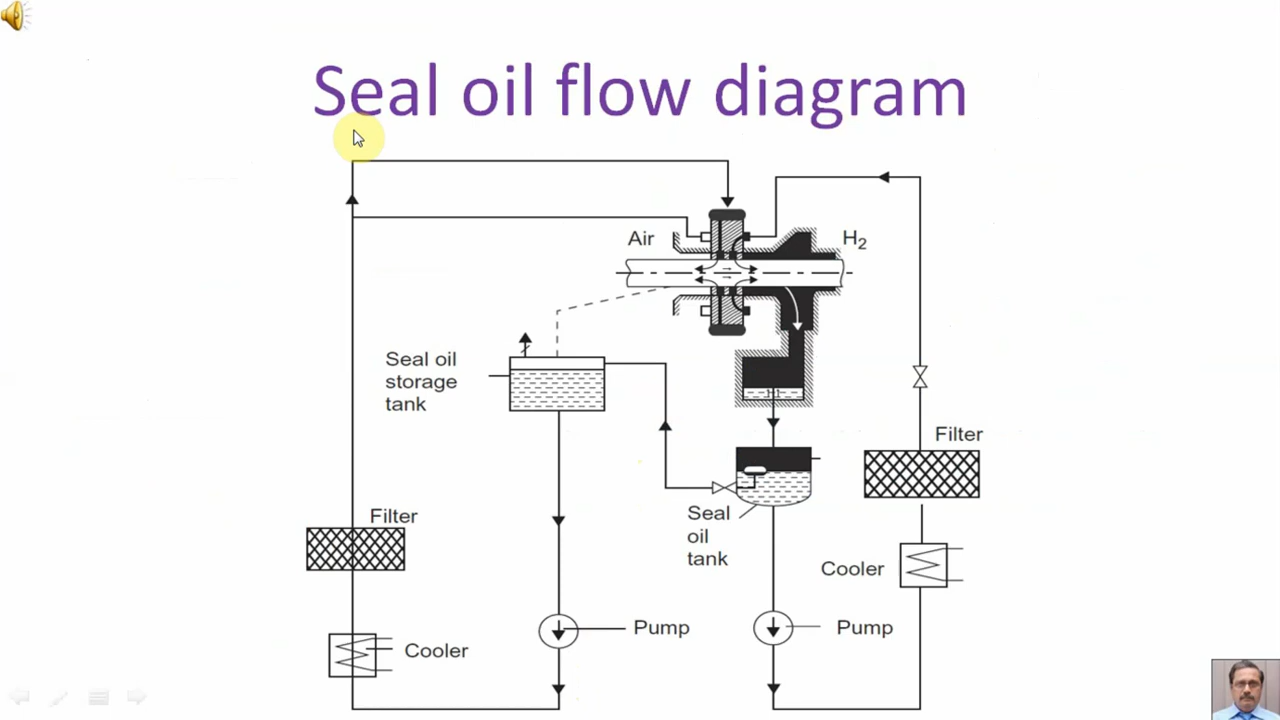 Seal oil flow diagram
Air
H2
Seal oil
storage
tank
Filter
Seal
oil
tank
Filter
Cooler
Pump
Pump
Cooler